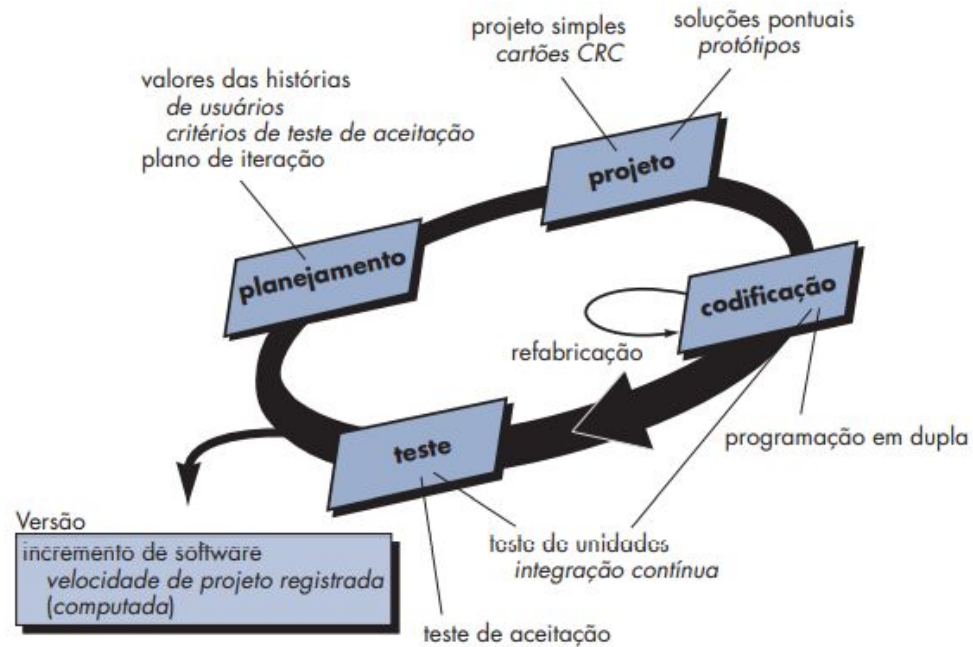 projeto simples
cartões CRC
soluções pontuais
protótipos
valores das histórias
de usuários
critérios de teste de aceitação
plano de iteração
projeto
planejamento
codificação
refabricação
programação em dupla
teste
teste de unidades
integração contínua
teste de aceitação
Versão
incremento de software
velocidade de projeto registrada
(computada)